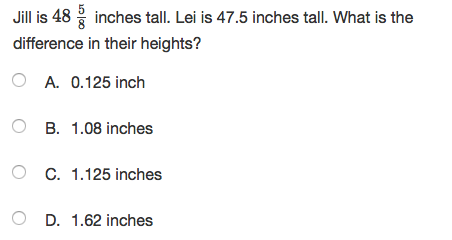 Jill is 48 5/8 inches tall. Lei is 47.5 inches tall. What is the
difference in their heights?
A. 0.125 inch
B. 1.08 inches
C. 1.125 inches
D. 1.62 inches